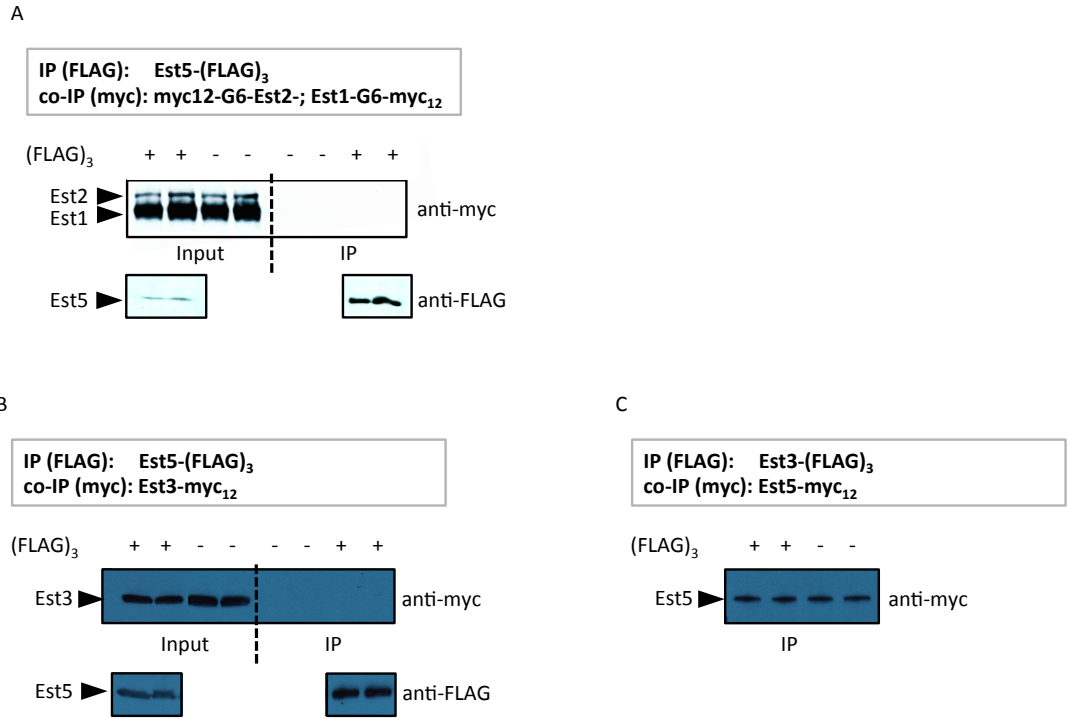 A
IP (FLAG): Est5-(FLAG)3
co-IP (myc): myc12-G6-Est2-; Est1-G6-myc12
(FLAG)3 + + - - - - + +
Est2
Est1
anti-myc
Input IP
Est5 anti-FLAG
B
IP (FLAG): Est5-(FLAG)3
co-IP (myc): Est3-myc12
(FLAG)3 + + - - - - + +
Est3 anti-myc
Input IP
Est5 anti-FLAG
C
IP (FLAG): Est3-(FLAG)3
co-IP (myc): Est5-myc12
(FLAG)3 + + - -
Est5 anti-myc
IP